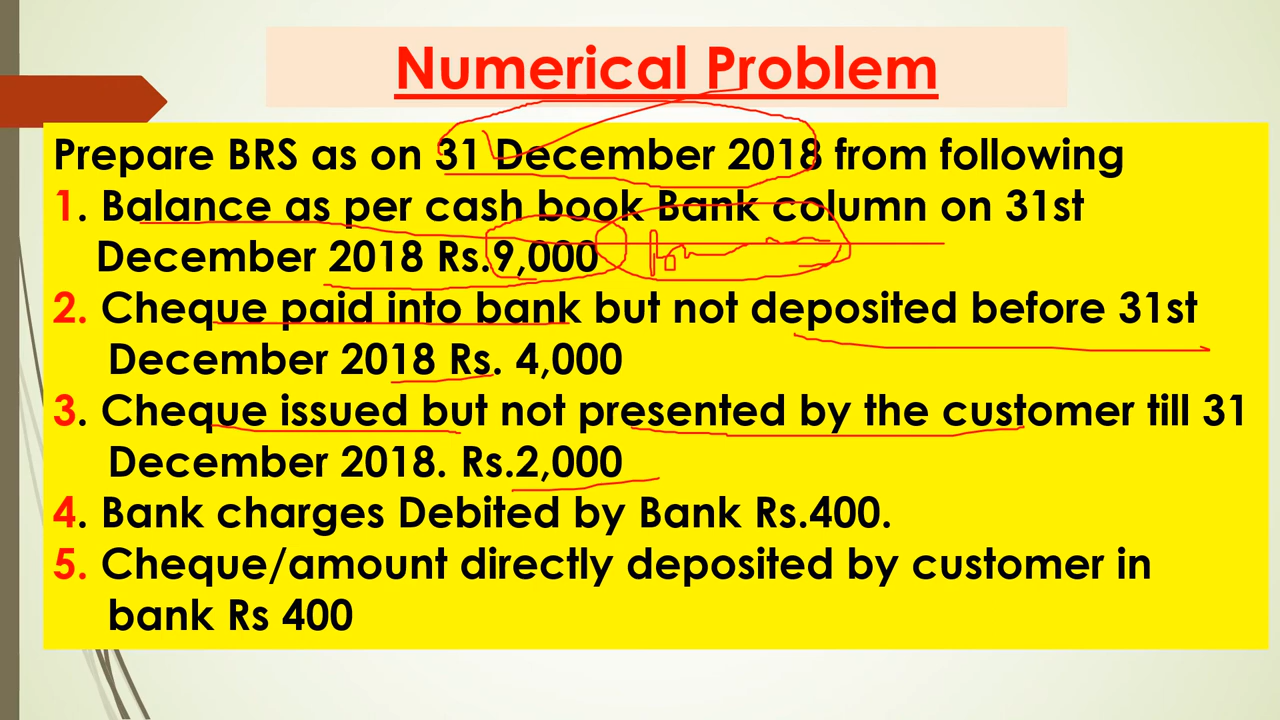 Numerical Problem
Prepare BRS as on 31 December 2018 from following
1. Balance as per cash book Bank column on 31st
December 2018 Rs.9,000
2. Cheque paid into bank but not deposited before 31st
December 2018 Rs. 4,000
3. Cheque issued but not presented by the customer till 31
December 2018. Rs.2,000
4. Bank charges Debited by Bank Rs.400.
5. Cheque/amount directly deposited by customer in
bank Rs 400